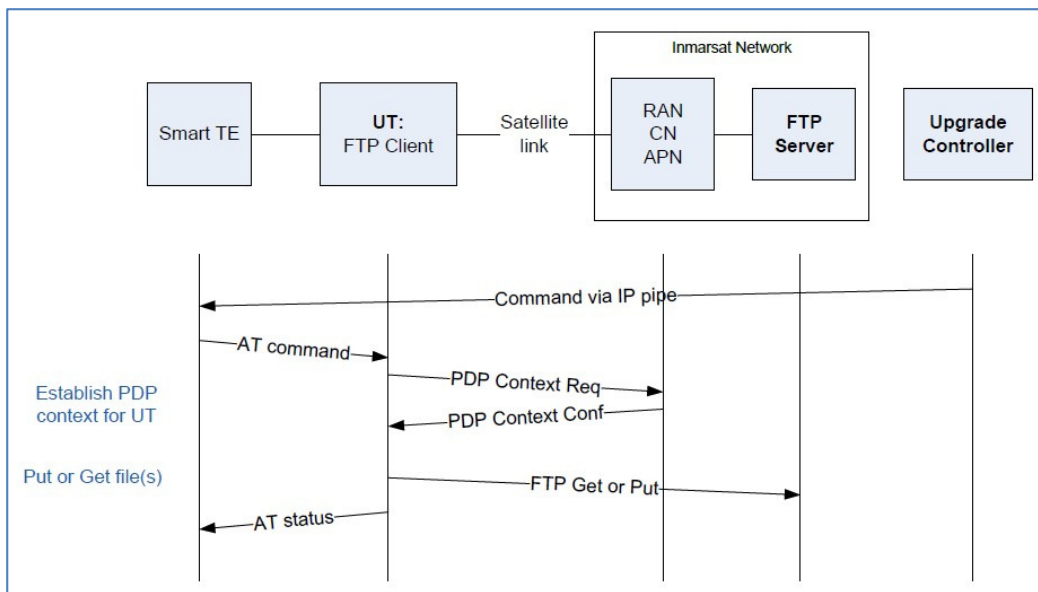 Inmarsat Network
Smart TE
UT:
FTP Client
Satellite
link
RAN
CN
APN
FTP
Server
Upgrade
Controller
Command via IP pipe
AT command
PDP Context Req
Establish PDP
context for UT
PDP Context Conf
Put or Get file(s)
FTP Get or Put
AT status